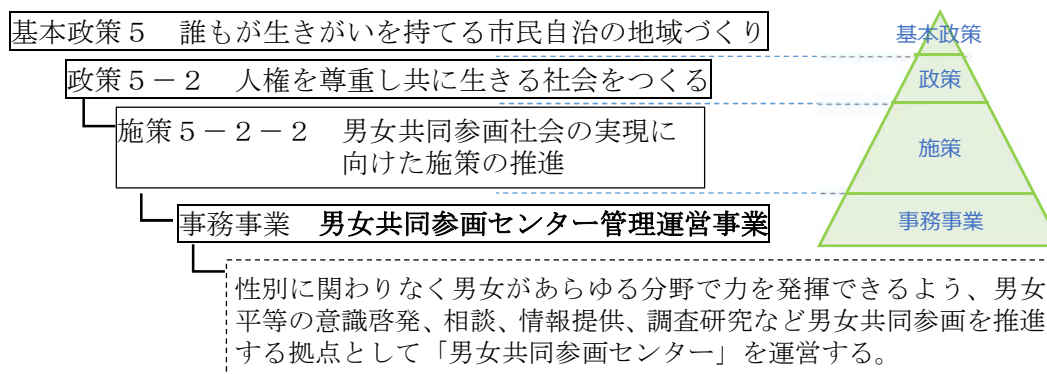 基本政策５　誰もが生きがいを持てる市民自治の地域づくり
政策５－２　人権を尊重し共に生きる社会をつくる
施策５－２－２　男女共同参画社会の実現に
向けた施策の推進
事務事業　男女共同参画センター管理運営事業
性別に関わりなく男女があらゆる分野で力を発揮できるよう、男女
平等の意識啓発、相談、情報提供、調査研究など男女共同参画を推進
する拠点として「男女共同参画センター」を運営する。
基本政策
政策
施策
事務事業